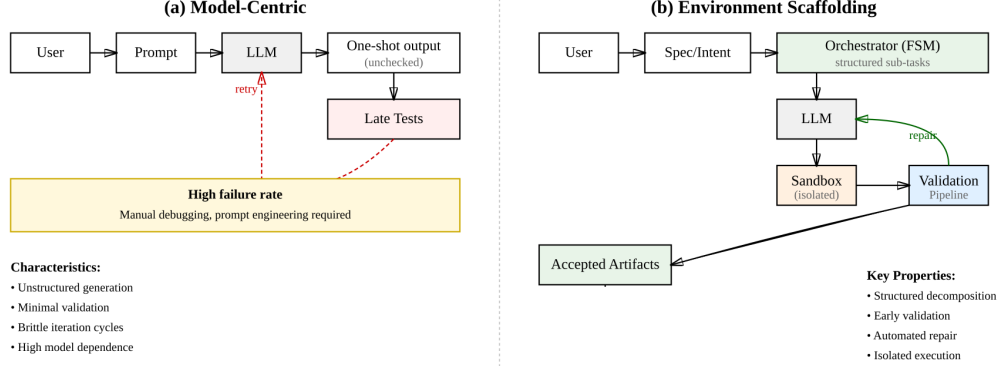 (a) Model-Centric
User
Prompt
LLM
One-shot output
(unchecked)
retry
Late Tests
High failure rate
Manual debugging, prompt engineering required
Characteristics:
• Unstructured generation
• Minimal validation
• Brittle iteration cycles
• High model dependence
(b) Environment Scaffolding
User
Spec/Intent
Orchestrator (FSM)
structured sub-tasks
LLM
repair
Sandbox
(isolated)
Validation
Pipeline
Accepted Artifacts
Key Properties:
• Structured decomposition
• Early validation
• Automated repair
• Isolated execution